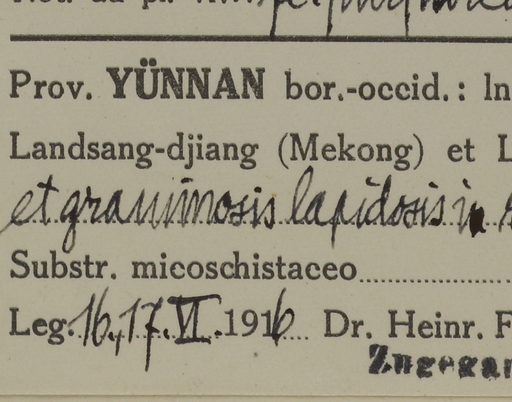 Prov. YÜNNAN bor.-occid.: In
Landsang-djiang (Mekong) et L
et graminosis lapidosis in
Substr. micoschistaceo
Leg. 16., 17. VI. 1916 Dr. Heinr. F
Zugegan